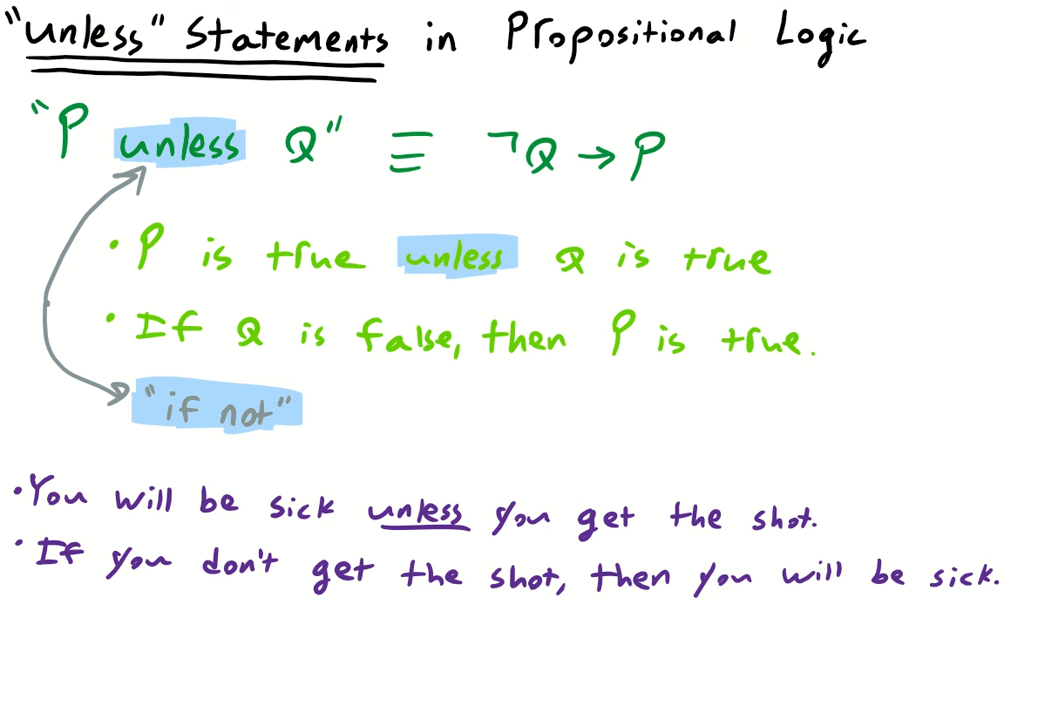 "unless" Statements in Propositional Logic
"P unless Q" ≡ ¬Q → P
• P is true unless Q is true
• If Q is false, then P is true.
"if not"
• You will be sick unless you get the shot.
• If you don't get the shot, then you will be sick.